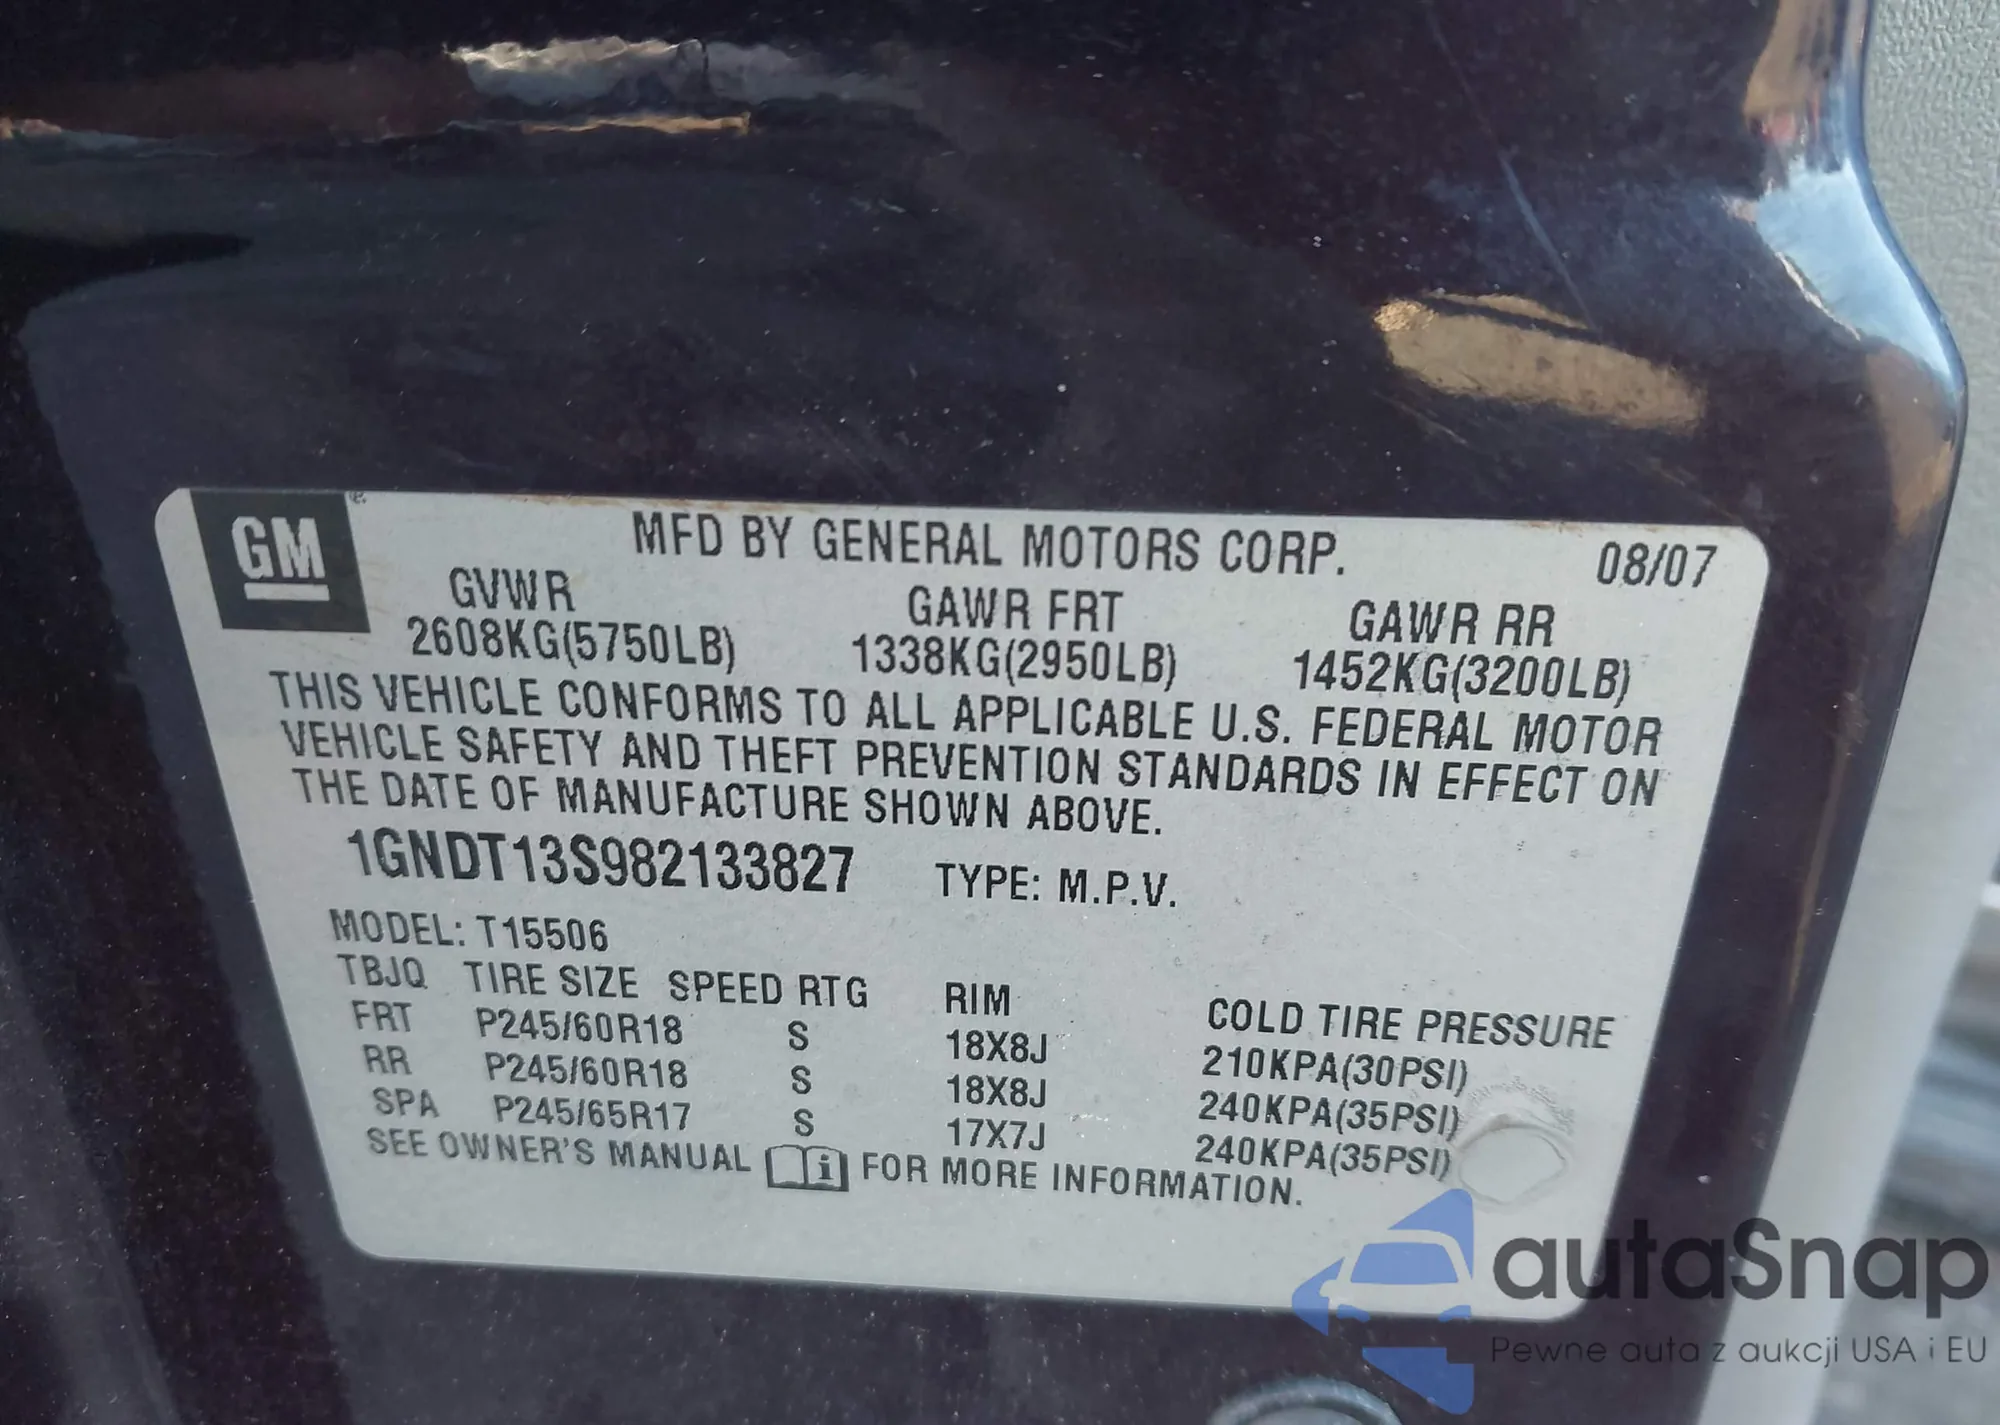 GM
MFD BY GENERAL MOTORS CORP. 08/07
GVWR GAWR FRT GAWR RR
2608KG(5750LB) 1338KG(2950LB) 1452KG(3200LB)
THIS VEHICLE CONFORMS TO ALL APPLICABLE U.S. FEDERAL MOTOR
VEHICLE SAFETY AND THEFT PREVENTION STANDARDS IN EFFECT ON
THE DATE OF MANUFACTURE SHOWN ABOVE.
1GNDT13S982133827 TYPE: M.P.V.
MODEL: T15506
TBJQ TIRE SIZE SPEED RTG RIM COLD TIRE PRESSURE
FRT P245/60R18 S 18X8J 210KPA(30PSI)
RR P245/60R18 S 18X8J 240KPA(35PSI)
SPA P245/65R17 S 17X7J 240KPA(35PSI)
SEE OWNER'S MANUAL i FOR MORE INFORMATION.
autaSnap
Pewne auta z aukcji USA i EU